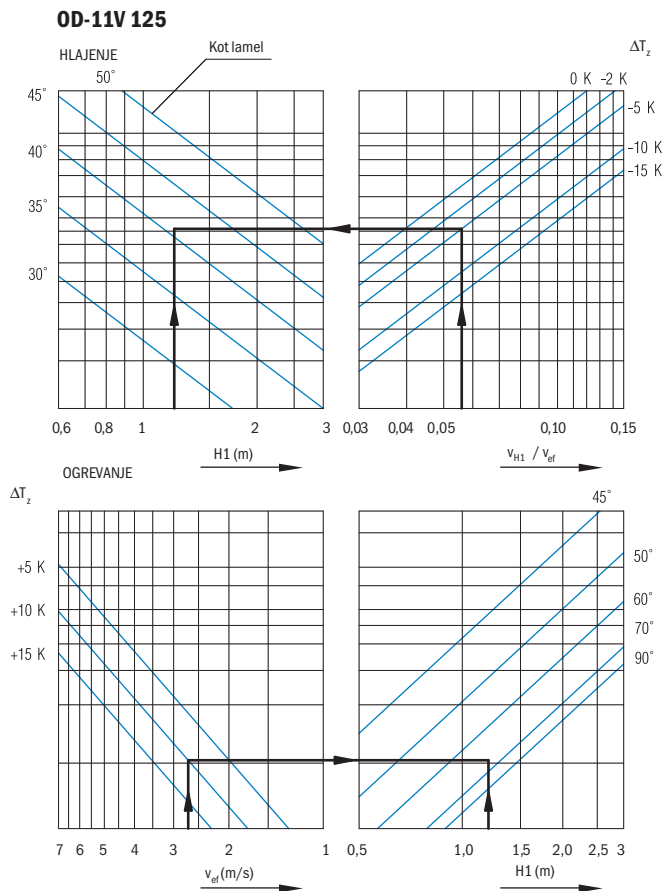 OD-11V 125
HLAJENJE
Kot lamel
ΔTz
50°
0 K –2 K
45°
–5 K
40°
–10 K
–15 K
35°
30°
0,6 0,8 1 2 3
0,03 0,04 0,05 0,10 0,15
H1 (m)
vH1 / vef
OGREVANJE
ΔTz
45°
+5 K
50°
+10 K
60°
70°
+15 K
90°
7 6 5 4 3 2 1
0,5 1,0 1,5 2,0 2,5 3
vef (m/s)
H1 (m)